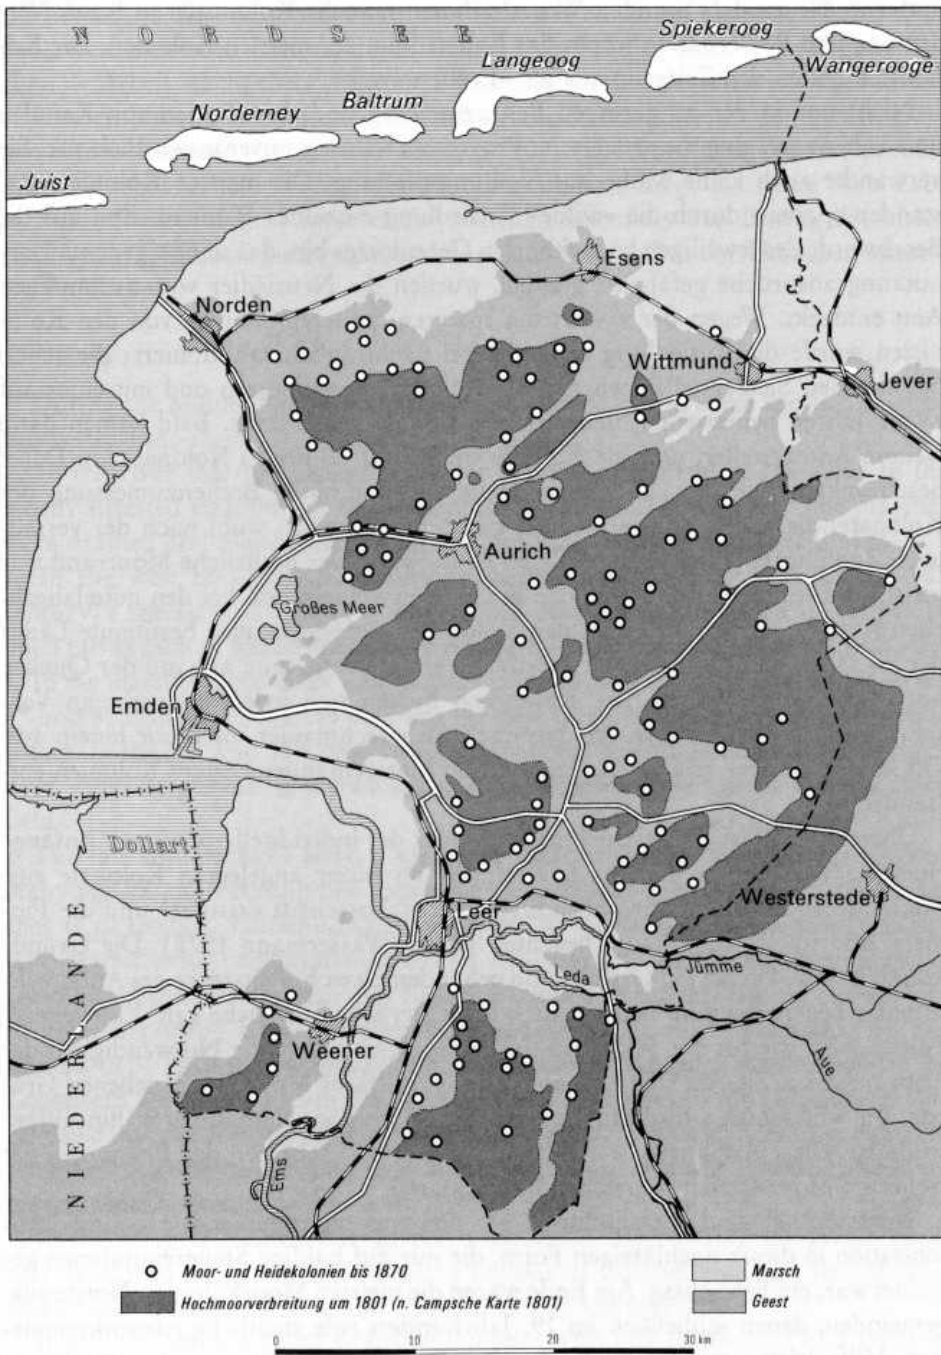 NORDSEE
Spiekeroog
Wangerooge
Langeoog
Baltrum
Norderney
Juist
Esens
Norden
Wittmund
Jever
Aurich
Großes Meer
Emden
Dollart
Westerstede
Leer
Leda
Jümme
Weener
Aue
Ems
NIEDERLANDE
Moor- und Heidekolonien bis 1870
Hochmoorverbreitung um 1801 (n. Campsche Karte 1801)
Marsch
Geest
0 10 20 30 km